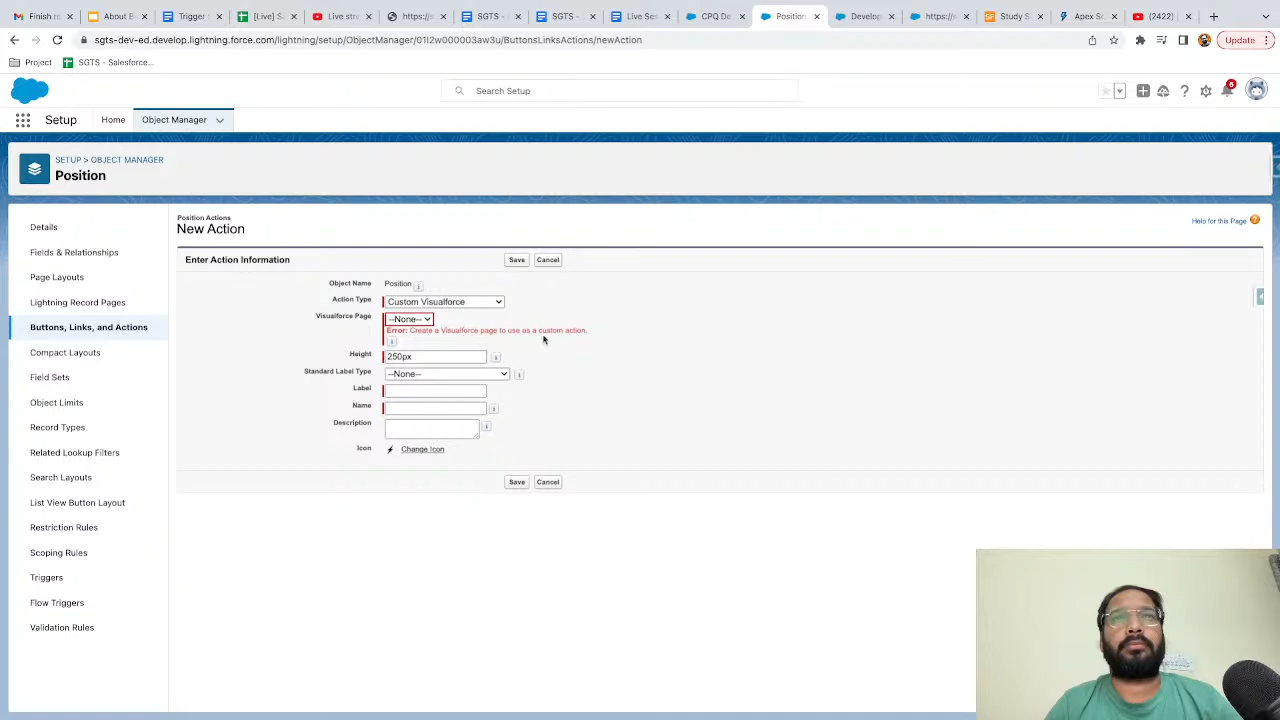 Finish
About B
Trigger
[Live] S
Live stre
https://s
SGTS -
SGTS -
Live Ses
CPQ De
Position
Develop
https://s
Study S
Apex Sc
(2422)
sgts-dev-ed.develop.lightning.force.com/lightning/setup/ObjectManager/01I2w000003aw3u/ButtonsLinksActions/newAction
Update
Project
SGTS - Salesforce...
Search Setup
6
Setup
Home
Object Manager
SETUP > OBJECT MANAGER
Position
Details
Fields & Relationships
Page Layouts
Lightning Record Pages
Buttons, Links, and Actions
Compact Layouts
Field Sets
Object Limits
Record Types
Related Lookup Filters
Search Layouts
List View Button Layout
Restriction Rules
Scoping Rules
Triggers
Flow Triggers
Validation Rules
Position Actions
New Action
Help for this Page
Enter Action Information
Save
Cancel
Object Name
Position
Action Type
Custom Visualforce
Visualforce Page
--None--
Error: Create a Visualforce page to use as a custom action.
Height
250px
Standard Label Type
--None--
Label
Name
Description
Icon
Change Icon
Save
Cancel